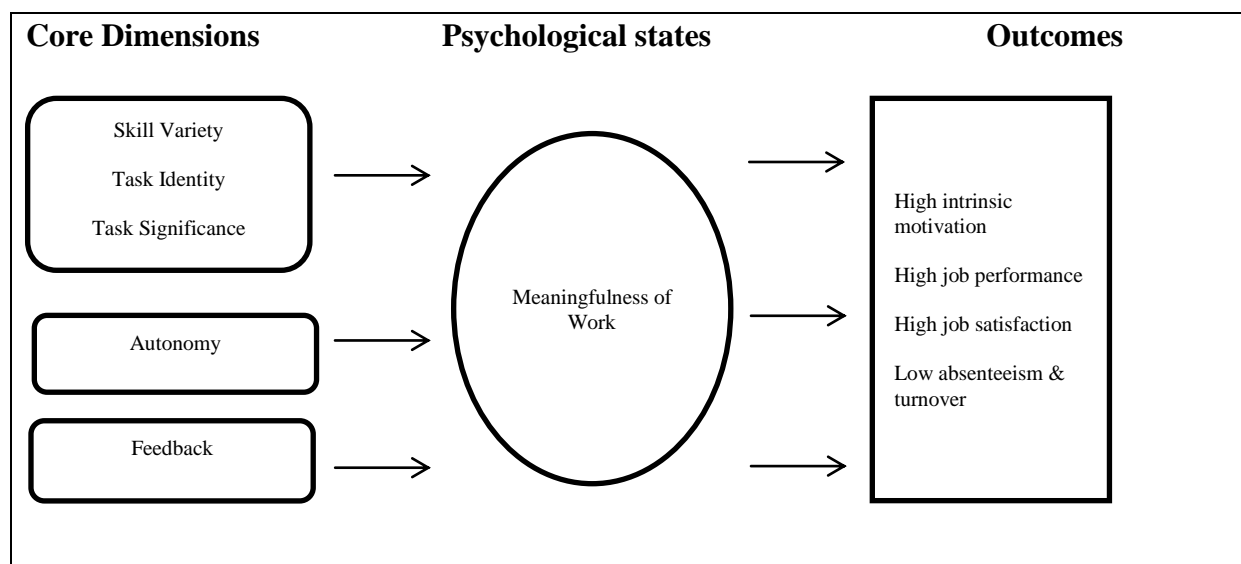 Core Dimensions
Psychological states
Outcomes
Skill Variety
Task Identity
Task Significance
Autonomy
Feedback
Meaningfulness of
Work
High intrinsic
motivation
High job performance
High job satisfaction
Low absenteeism &
turnover